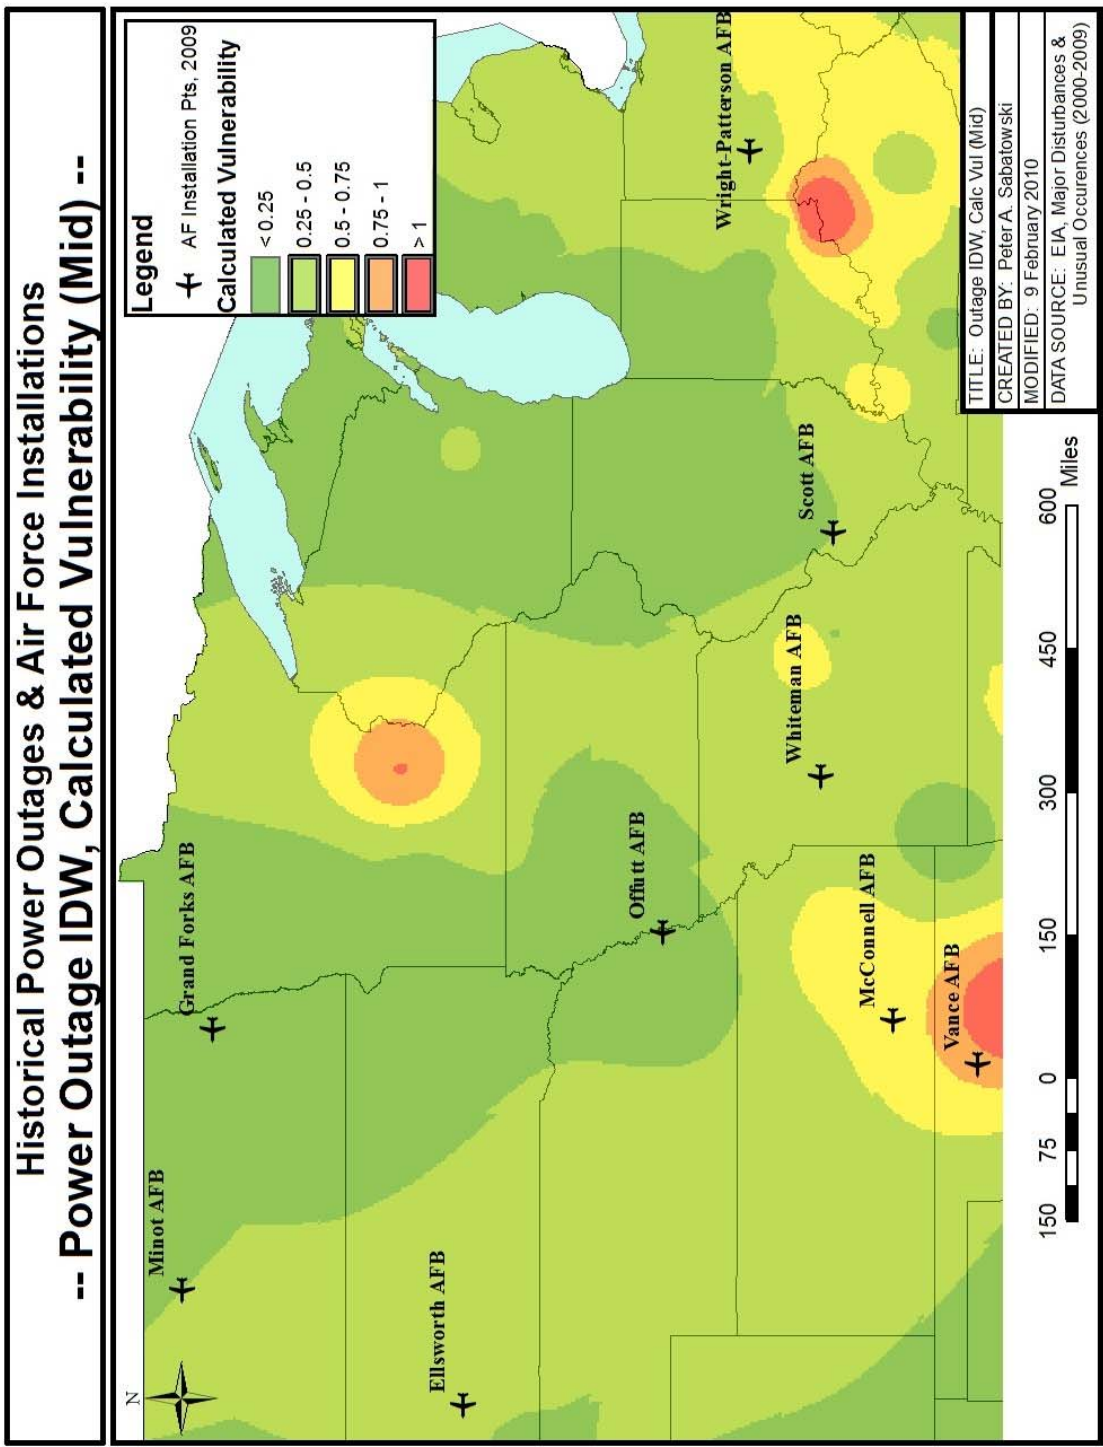 Historical Power Outages & Air Force Installations
-- Power Outage IDW, Calculated Vulnerability (Mid) --
N
Minot AFB
Grand Forks AFB
Ellsworth AFB
Offutt AFB
Whiteman AFB
Scott AFB
Wright-Patterson AFB
McConnell AFB
Vance AFB
Legend
AF Installation Pts, 2009
Calculated Vulnerability
< 0.25
0.25 - 0.5
0.5 - 0.75
0.75 - 1
> 1
150 75 0 150 300 450 600
Miles
TITLE: Outage IDW, Calc Vul (Mid)
CREATED BY: Peter A. Sabatowski
MODIFIED: 9 February 2010
DATA SOURCE: EIA, Major Disturbances &
Unusual Occurences (2000-2009)